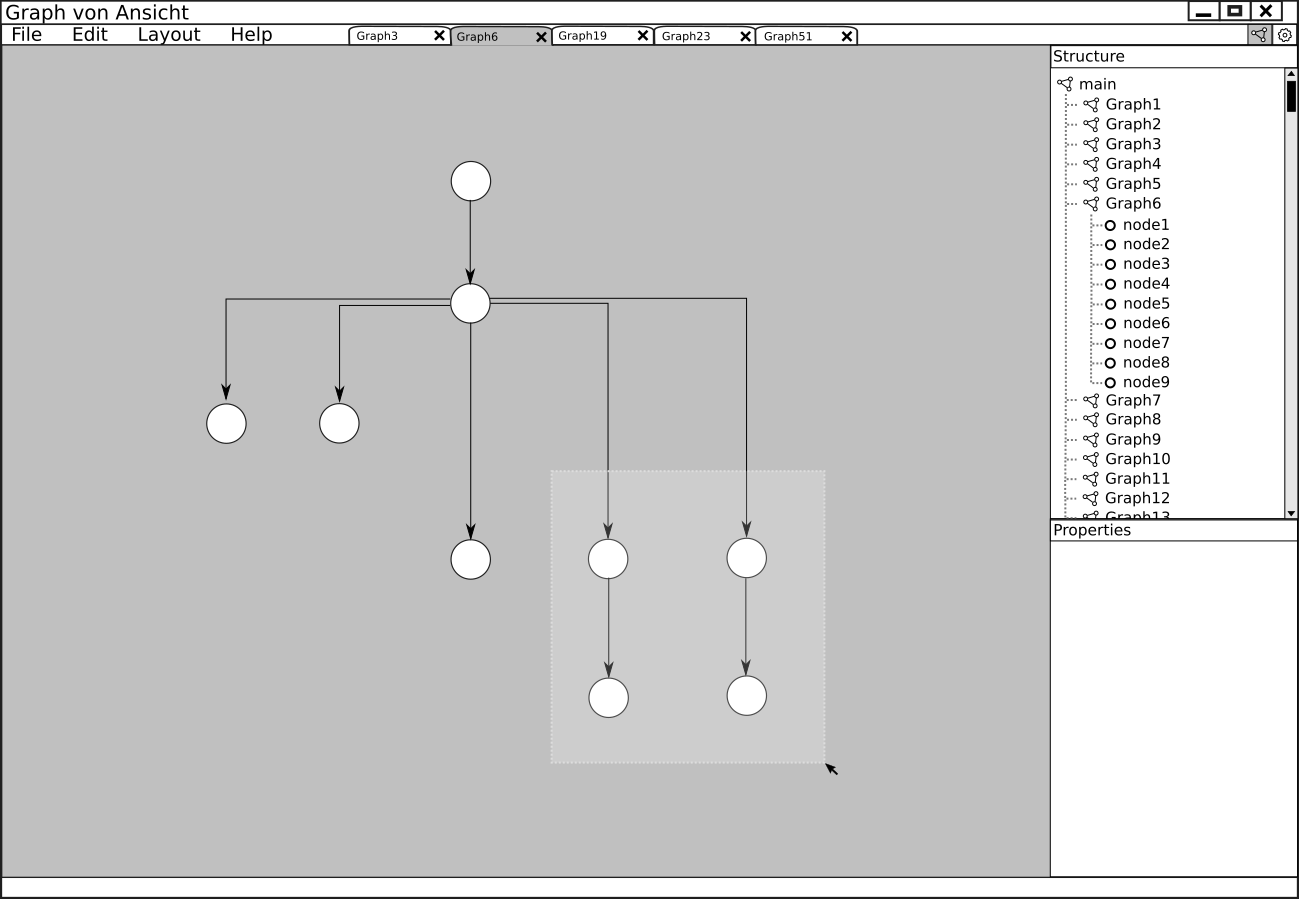 Graph von Ansicht
File Edit Layout Help Graph3 Graph6 Graph19 Graph23 Graph51
Structure
main
Graph1
Graph2
Graph3
Graph4
Graph5
Graph6
node1
node2
node3
node4
node5
node6
node7
node8
node9
Graph7
Graph8
Graph9
Graph10
Graph11
Graph12
Graph13
Properties